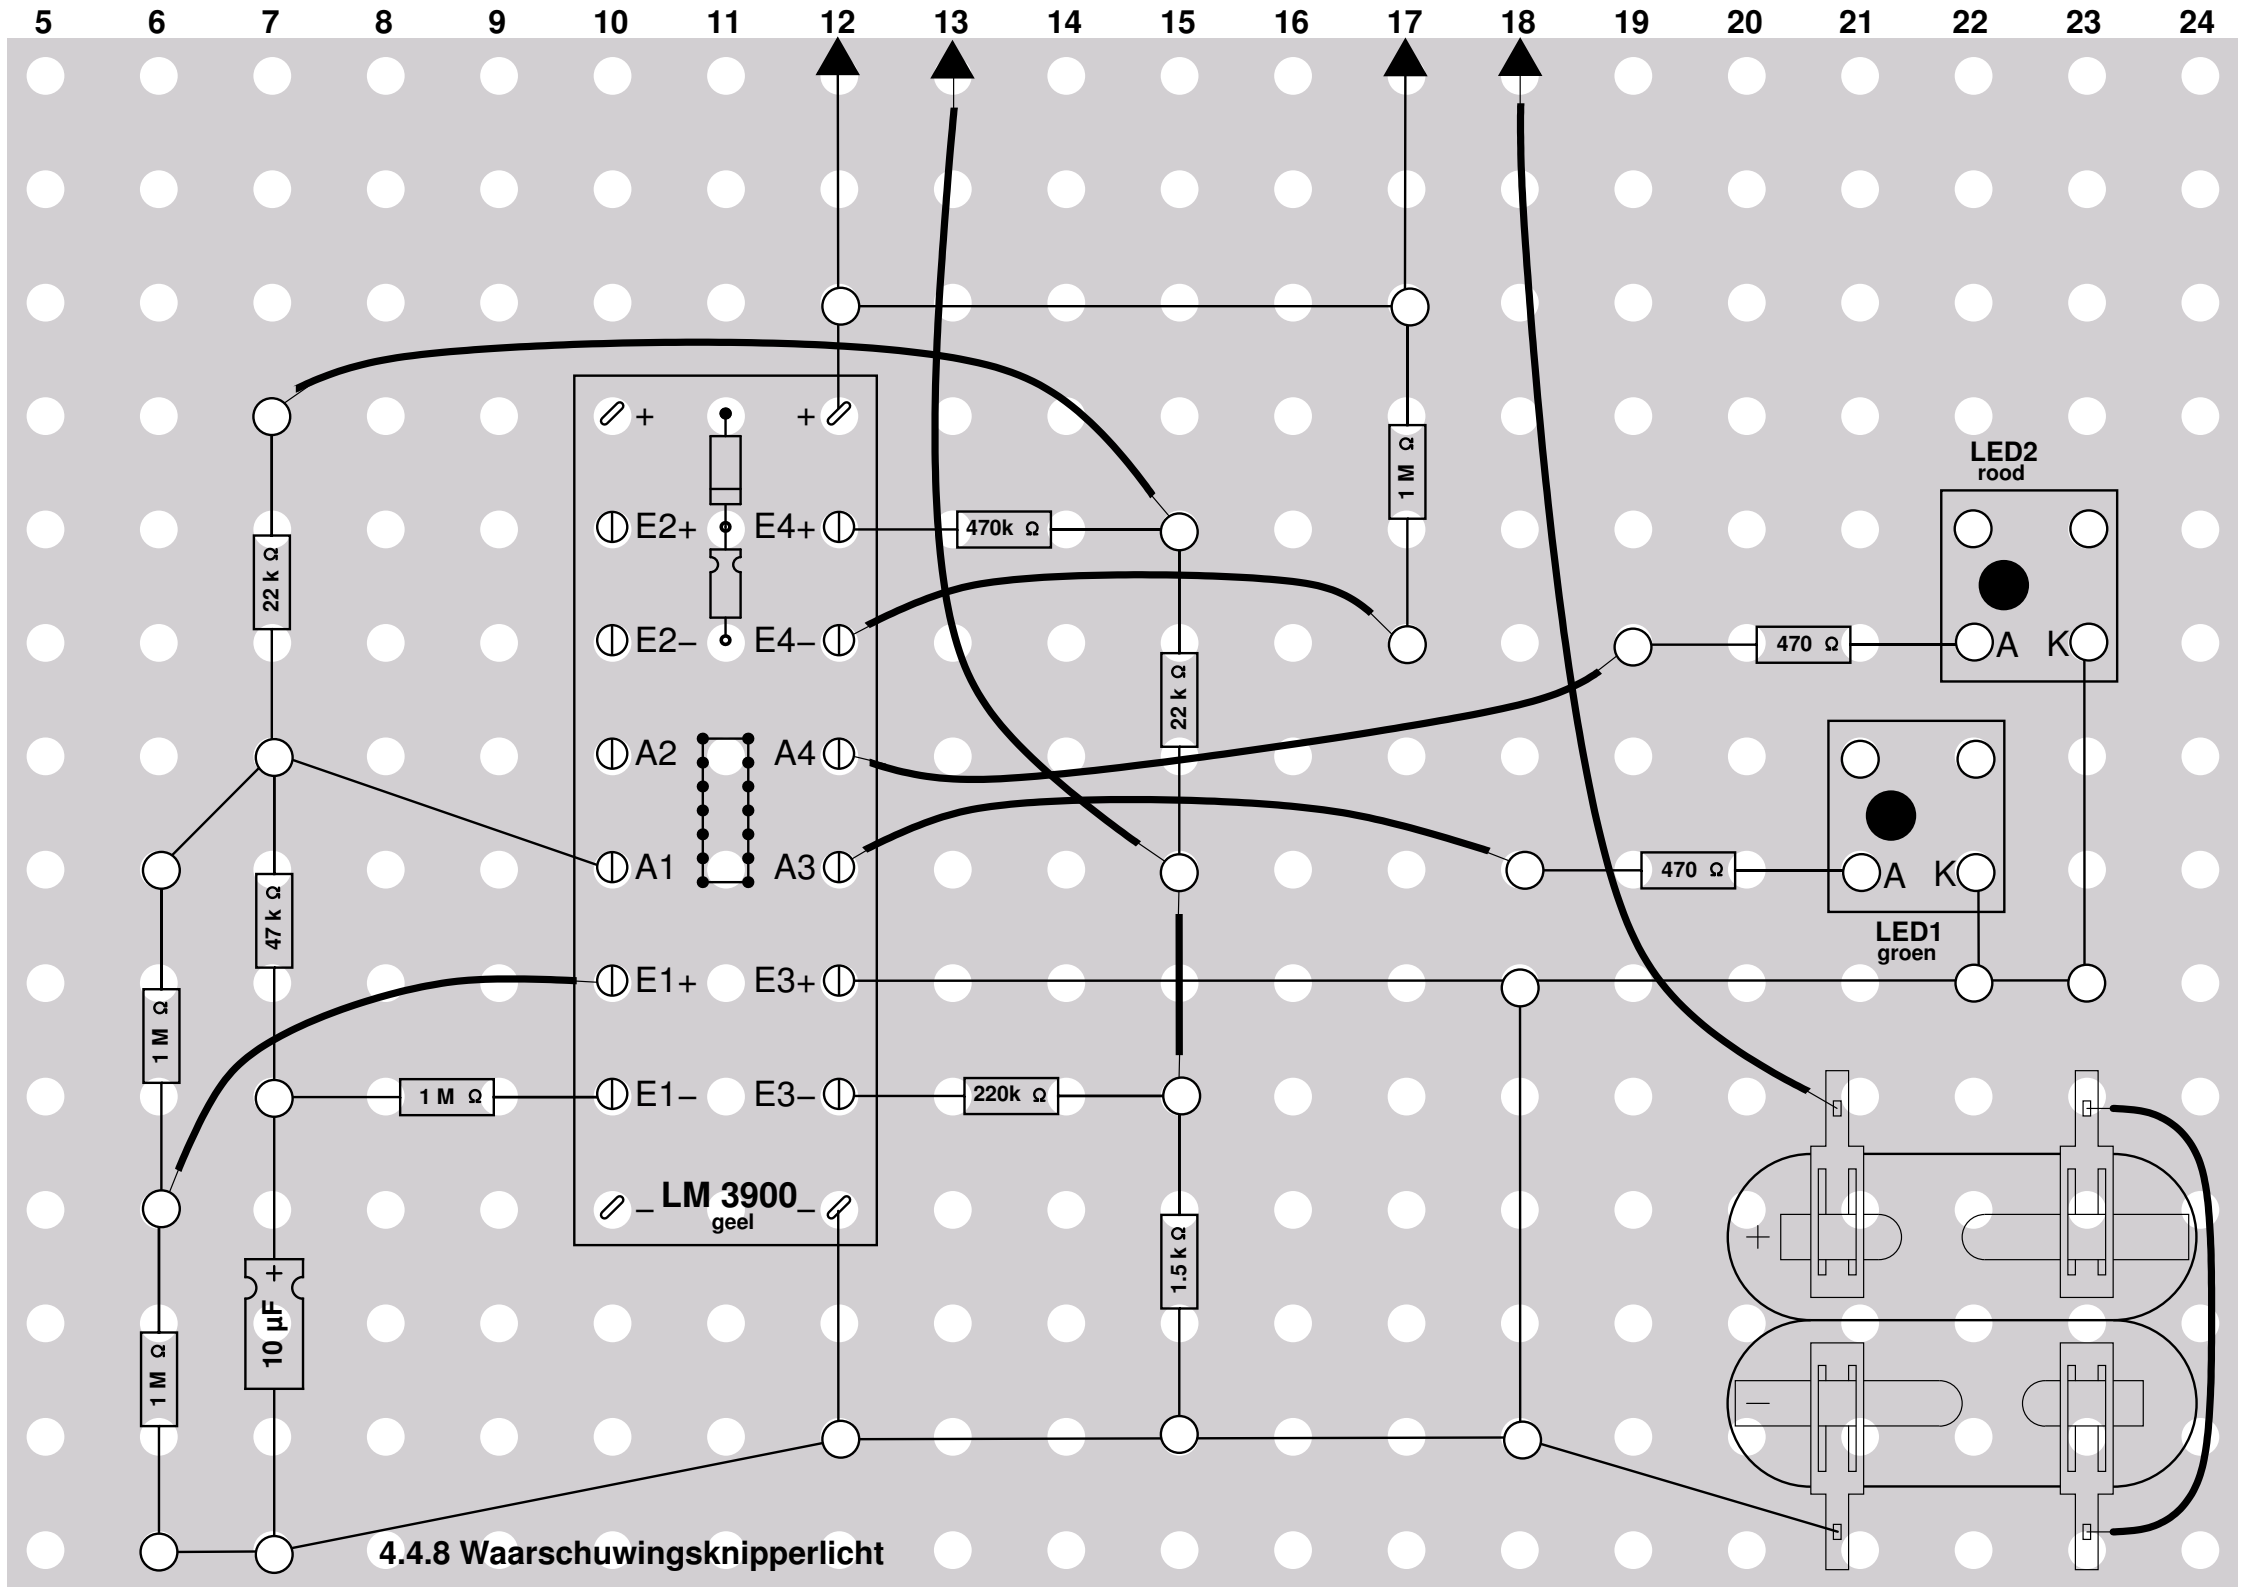 5 6 7 8 9 10 11 12 13 14 15 16 17 18 19 20 21 22 23 24
+ +
LED2
rood
1 M Ω
E2+ E4+ 470k Ω
22 k Ω
E2– E4– 470 Ω A K
22 k Ω
A2 A4
A1 A3 470 Ω A K
47 k Ω
LED1
groen
E1+ E3+
1 M Ω
1 M Ω E1– E3– 220k Ω
– LM 3900 –
geel
+
1.5 k Ω
+
10 µF
1 M Ω
–
4.4.8 Waarschuwingsknipperlicht